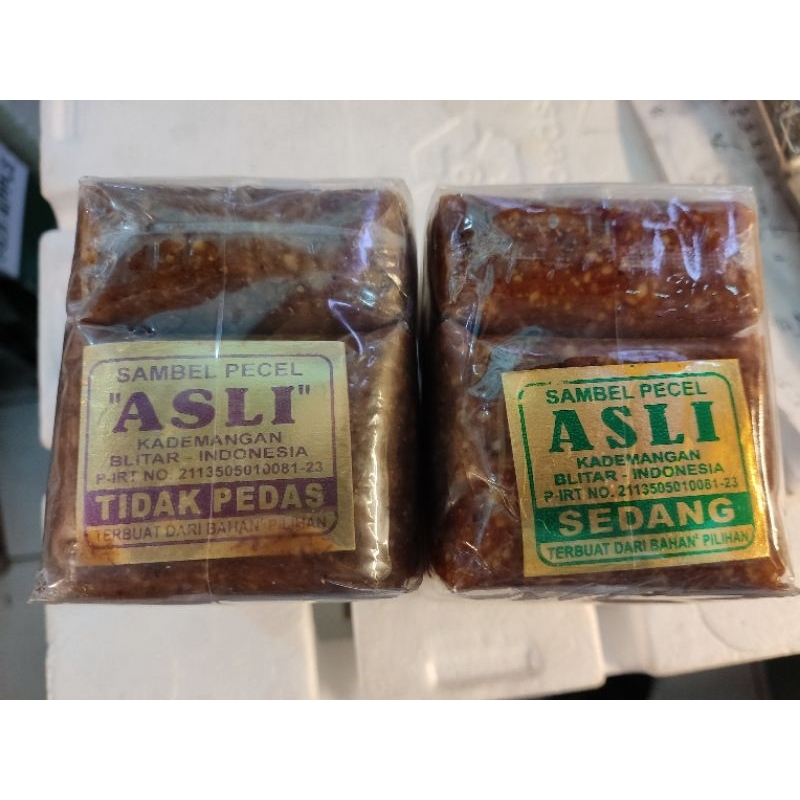 SAMBEL PECEL
"ASLI"
KADEMANGAN
BLITAR - INDONESIA
P-IRT NO. 2113505010081-23
TIDAK PEDAS
TERBUAT DARI BAHAN² PILIHAN
SAMBEL PECEL
ASLI
KADEMANGAN
BLITAR - INDONESIA
P-IRT NO. 2113505010081-23
SEDANG
TERBUAT DARI BAHAN² PILIHAN